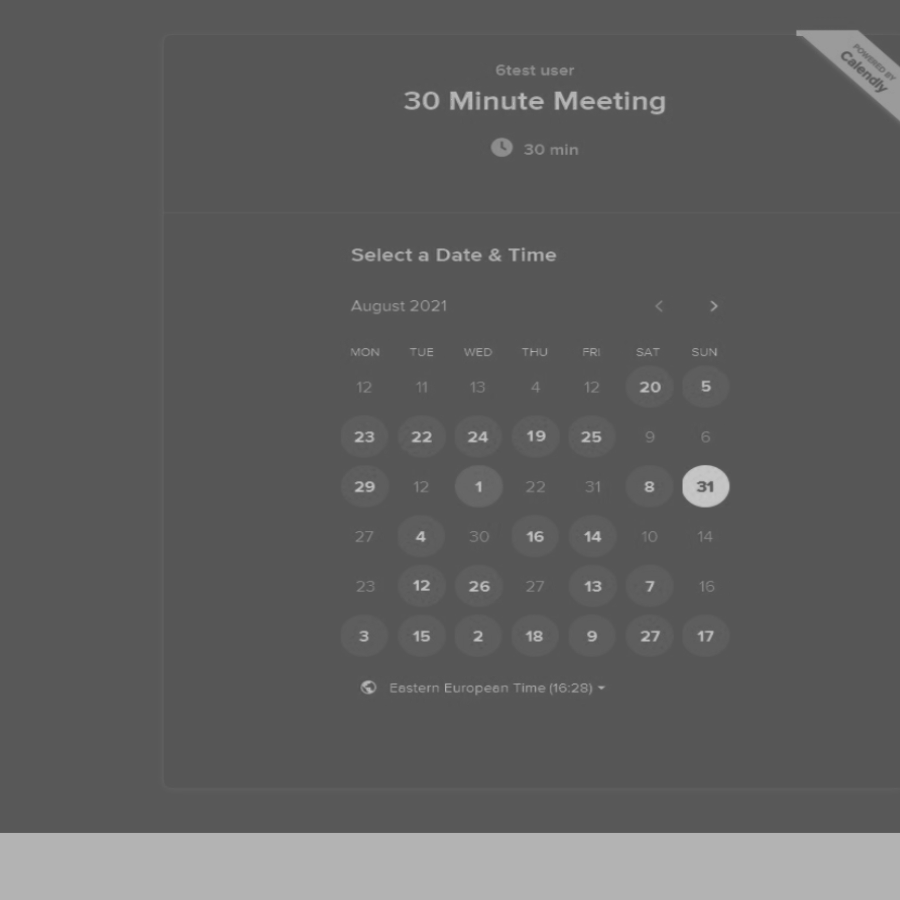 POWERED BY
Calendly
6test user
30 Minute Meeting
30 min
Select a Date & Time
August 2021
MON TUE WED THU FRI SAT SUN
12 11 13 4 12 20 5
23 22 24 19 25 9 6
29 12 1 22 31 8 31
27 4 30 16 14 10 14
23 12 26 27 13 7 16
3 15 2 18 9 27 17
Eastern European Time (16:28)